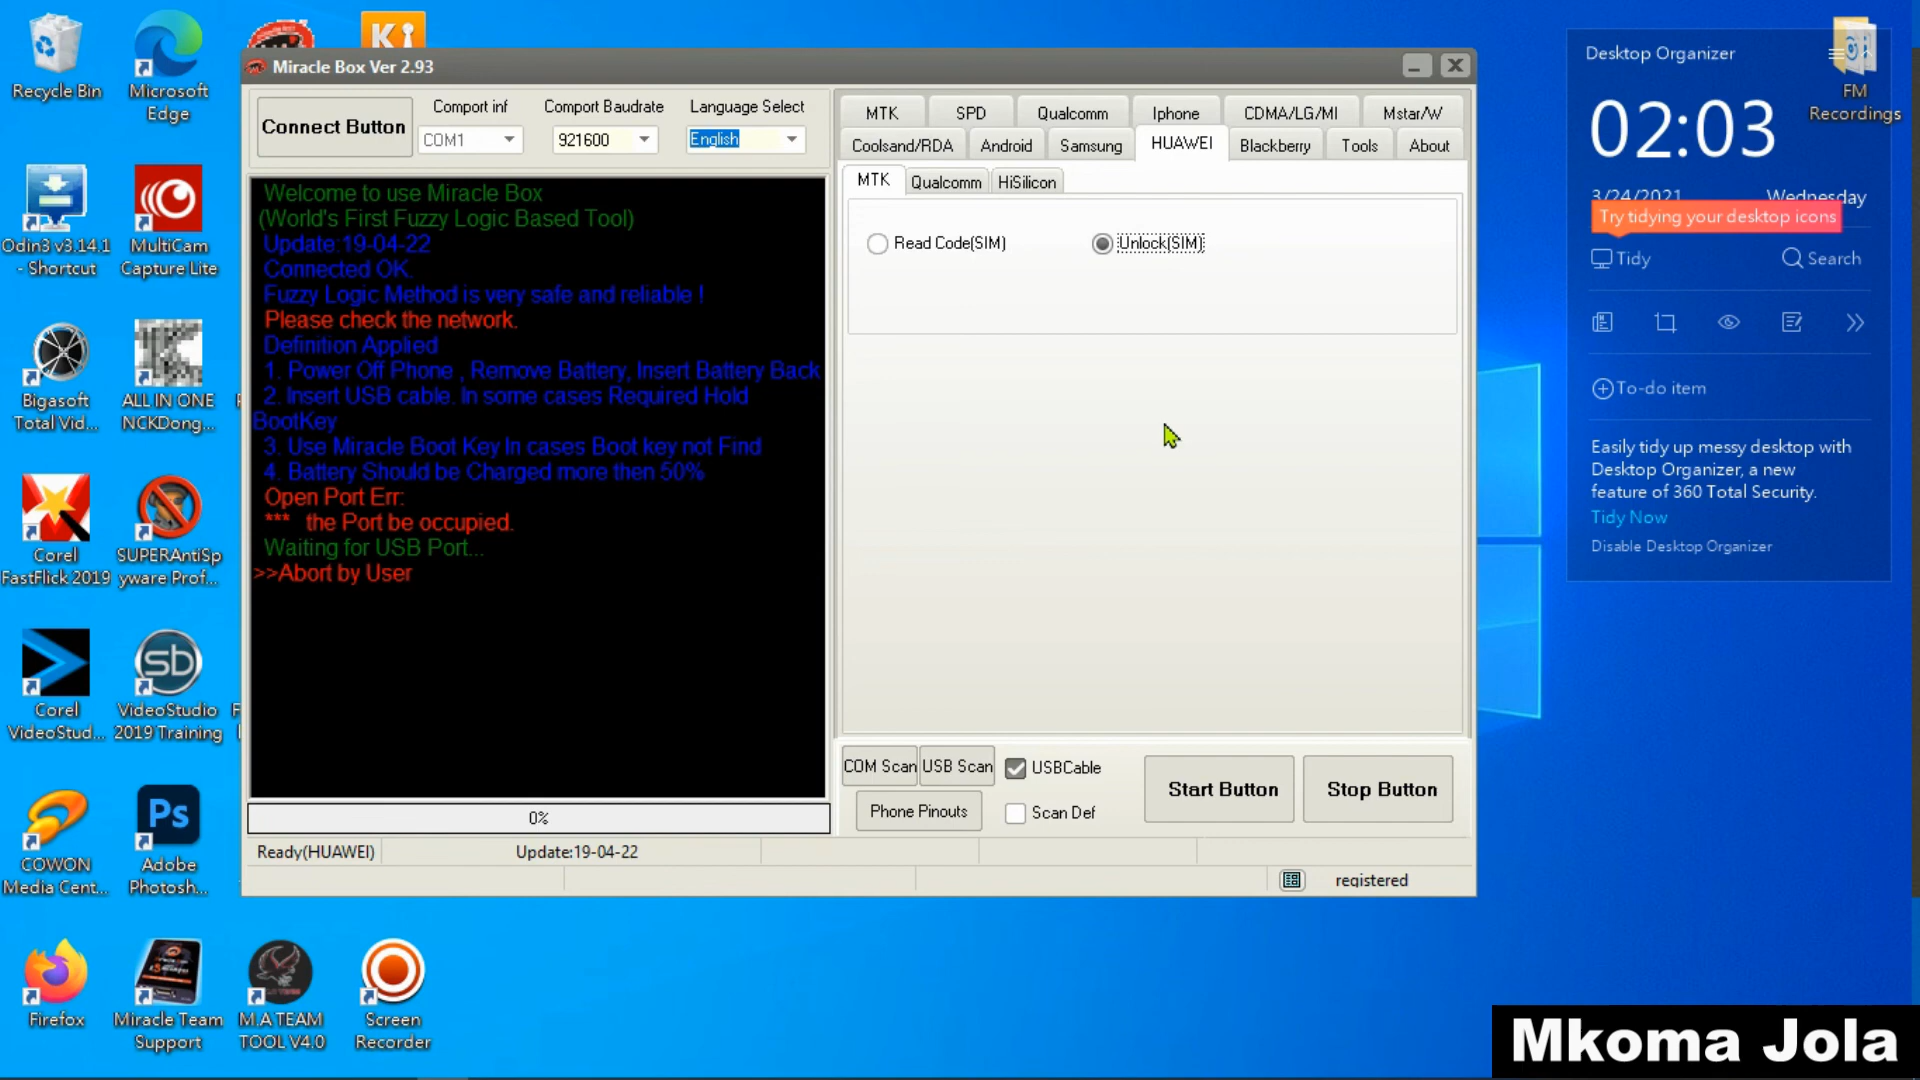 Recycle Bin
Microsoft
Edge
Ki
Odin3 v3.14.1
- Shortcut
MultiCam
Capture Lite
Bigasoft
Total Vid...
ALL IN ONE
NCKDong...
Corel
FastFlick 2019
SUPERAntiSp
yware Prof...
Corel
VideoStud...
VideoStudio
2019 Training
COWON
Media Cent...
Adobe
Photosh...
Firefox
Miracle Team
Support
M.A TEAM
TOOL V4.0
Screen
Recorder
Miracle Box Ver 2.93
Connect Button
Comport inf
COM1
Comport Baudrate
921600
Language Select
English
Welcome to use Miracle Box
(World's First Fuzzy Logic Based Tool)
Update:19-04-22
Connected OK.
Fuzzy Logic Method is very safe and reliable !
Please check the network.
Definition Applied
1. Power Off Phone , Remove Battery, Insert Battery Back
2. Insert USB cable. In some cases Required Hold
BootKey
3. Use Miracle Boot Key In cases Boot key not Find
4. Battery Should be Charged more then 50%
Open Port Err:
*** the Port be occupied.
Waiting for USB Port...
>>Abort by User
0%
Ready(HUAWEI)
Update:19-04-22
MTK
SPD
Qualcomm
Iphone
CDMA/LG/MI
Mstar/W
Coolsand/RDA
Android
Samsung
HUAWEI
Blackberry
Tools
About
MTK
Qualcomm
HiSilicon
Read Code(SIM)
Unlock(SIM)
COM Scan
USB Scan
USBCable
Phone Pinouts
Scan Def
Start Button
Stop Button
registered
Desktop Organizer
02:03
3/24/2021
Wednesday
Try tidying your desktop icons
Tidy
Search
To-do item
Easily tidy up messy desktop with
Desktop Organizer, a new
feature of 360 Total Security.
Tidy Now
Disable Desktop Organizer
FM
Recordings
Sb
Ps
Mkoma Jola